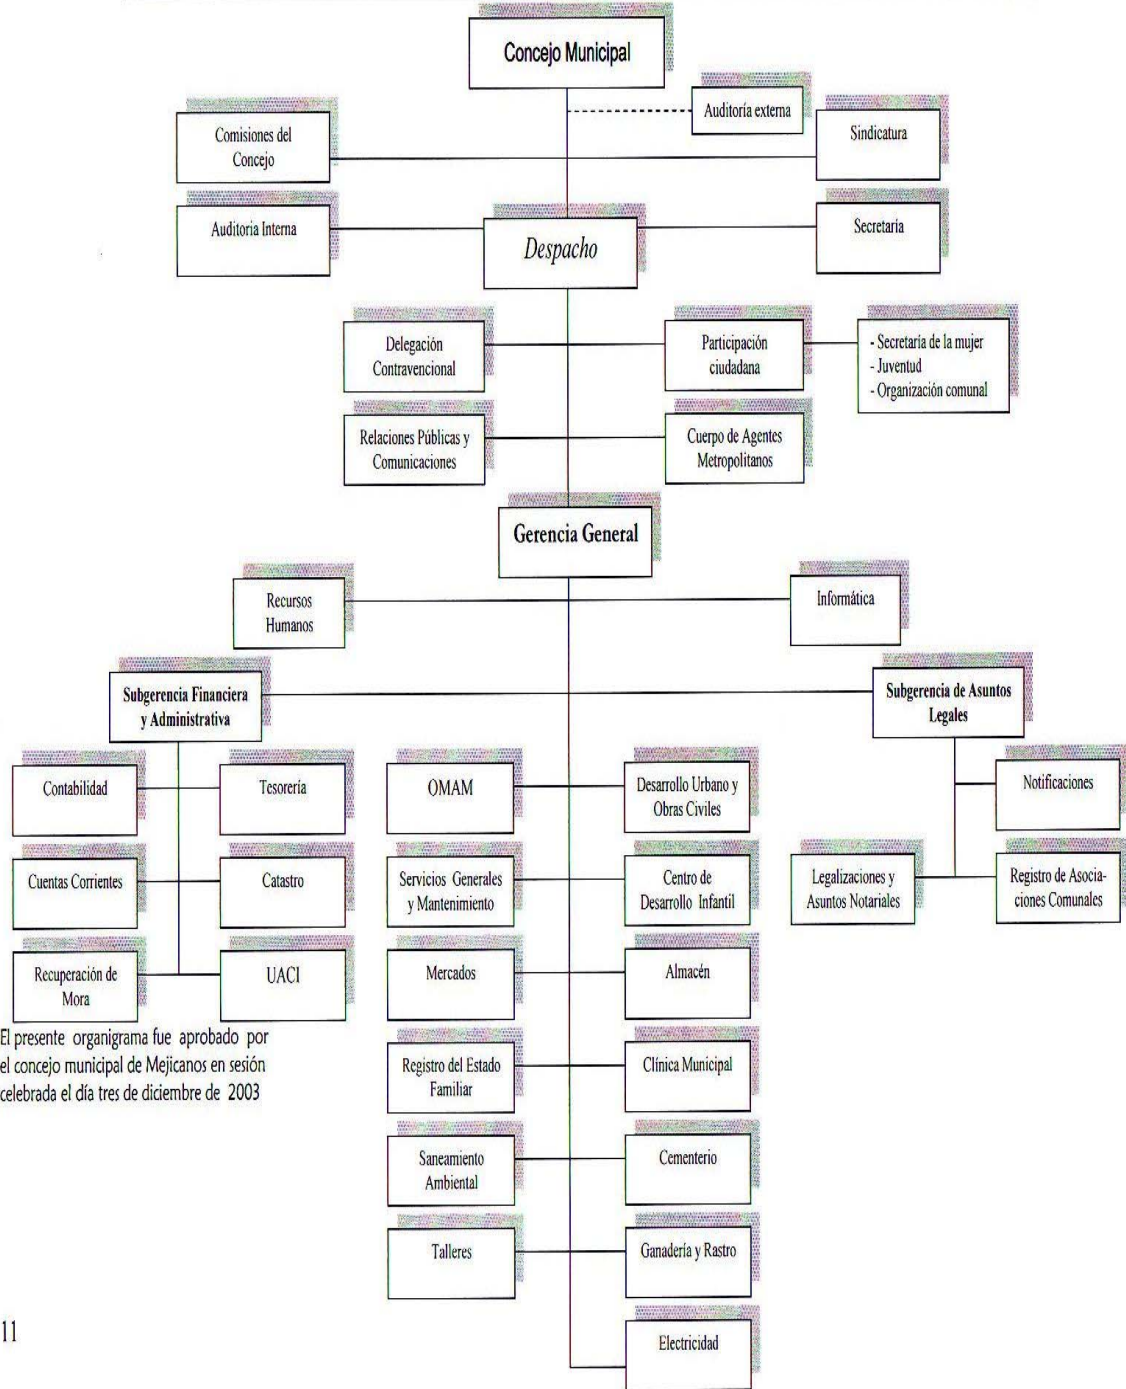 Concejo Municipal
Auditoría externa
Comisiones del
Concejo
Sindicatura
Auditoria Interna
Despacho
Secretaría
Delegación
Contravencional
Participación
ciudadana
- Secretaría de la mujer
- Juventud
- Organización comunal
Relaciones Públicas y
Comunicaciones
Cuerpo de Agentes
Metropolitanos
Gerencia General
Recursos
Humanos
Informática
Subgerencia Financiera
y Administrativa
Subgerencia de Asuntos
Legales
Contabilidad
Tesorería
OMAM
Desarrollo Urbano y
Obras Civiles
Notificaciones
Cuentas Corrientes
Catastro
Servicios Generales
y Mantenimiento
Centro de
Desarrollo Infantil
Legalizaciones y
Asuntos Notariales
Registro de Asocia-
ciones Comunales
Recuperación de
Mora
UACI
Mercados
Almacén
El presente organigrama fue aprobado por
el concejo municipal de Mejicanos en sesión
celebrada el día tres de diciembre de 2003
Registro del Estado
Familiar
Clínica Municipal
Saneamiento
Ambiental
Cementerio
Talleres
Ganadería y Rastro
Electricidad
11